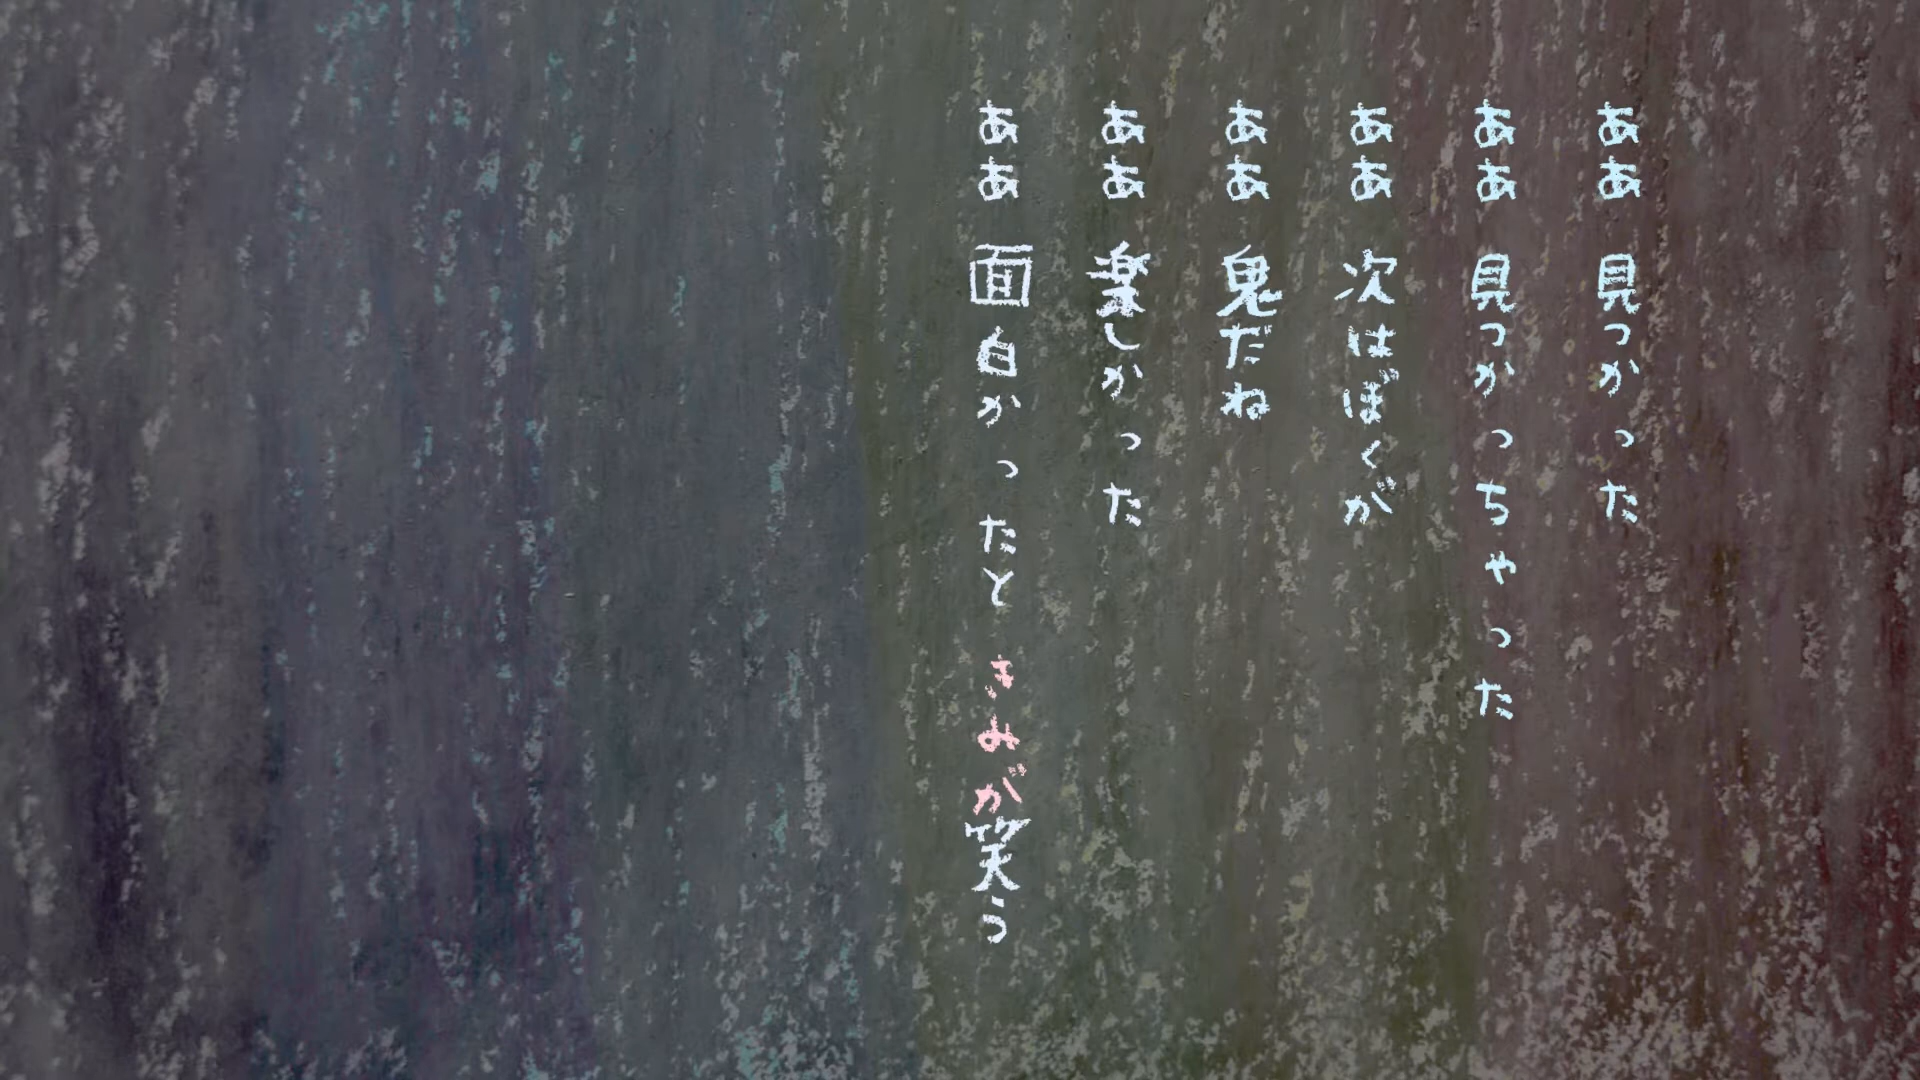 ああ 見つかった
ああ 見つかっちゃった
ああ 次はぼくが
ああ 鬼だね
ああ 楽しかった
ああ 面白かったと きみが笑う